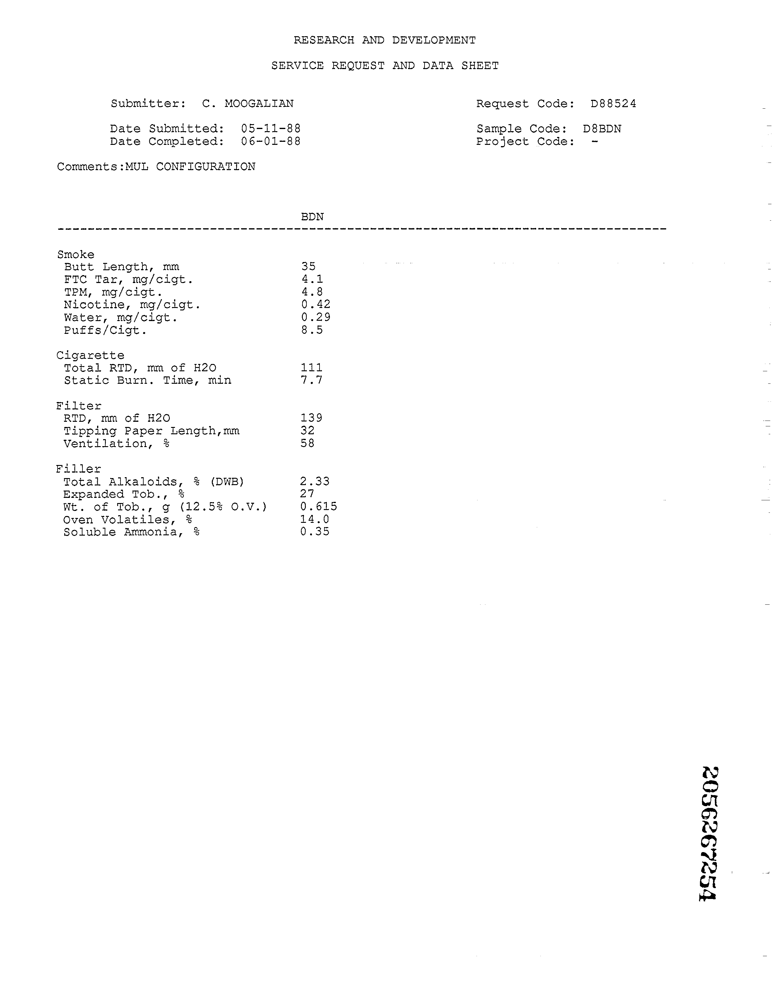 RESEARCH AND DEVELOPMENT
SERVICE REQUEST AND DATA SHEET
Submitter: C. MOOGALIAN Request Code: D88524
Date Submitted: 05-11-88 Sample Code: D8BDN
Date Completed: 06-01-88 Project Code: -
Comments:MUL CONFIGURATION
BDN
--------------------------------------------------------------------------------
Smoke
Butt Length, mm 35
FTC Tar, mg/cigt. 4.1
TPM, mg/cigt. 4.8
Nicotine, mg/cigt. 0.42
Water, mg/cigt. 0.29
Puffs/Cigt. 8.5
Cigarette
Total RTD, mm of H2O 111
Static Burn. Time, min 7.7
Filter
RTD, mm of H2O 139
Tipping Paper Length,mm 32
Ventilation, % 58
Filler
Total Alkaloids, % (DWB) 2.33
Expanded Tob., % 27
Wt. of Tob., g (12.5% O.V.) 0.615
Oven Volatiles, % 14.0
Soluble Ammonia, % 0.35
2056267254